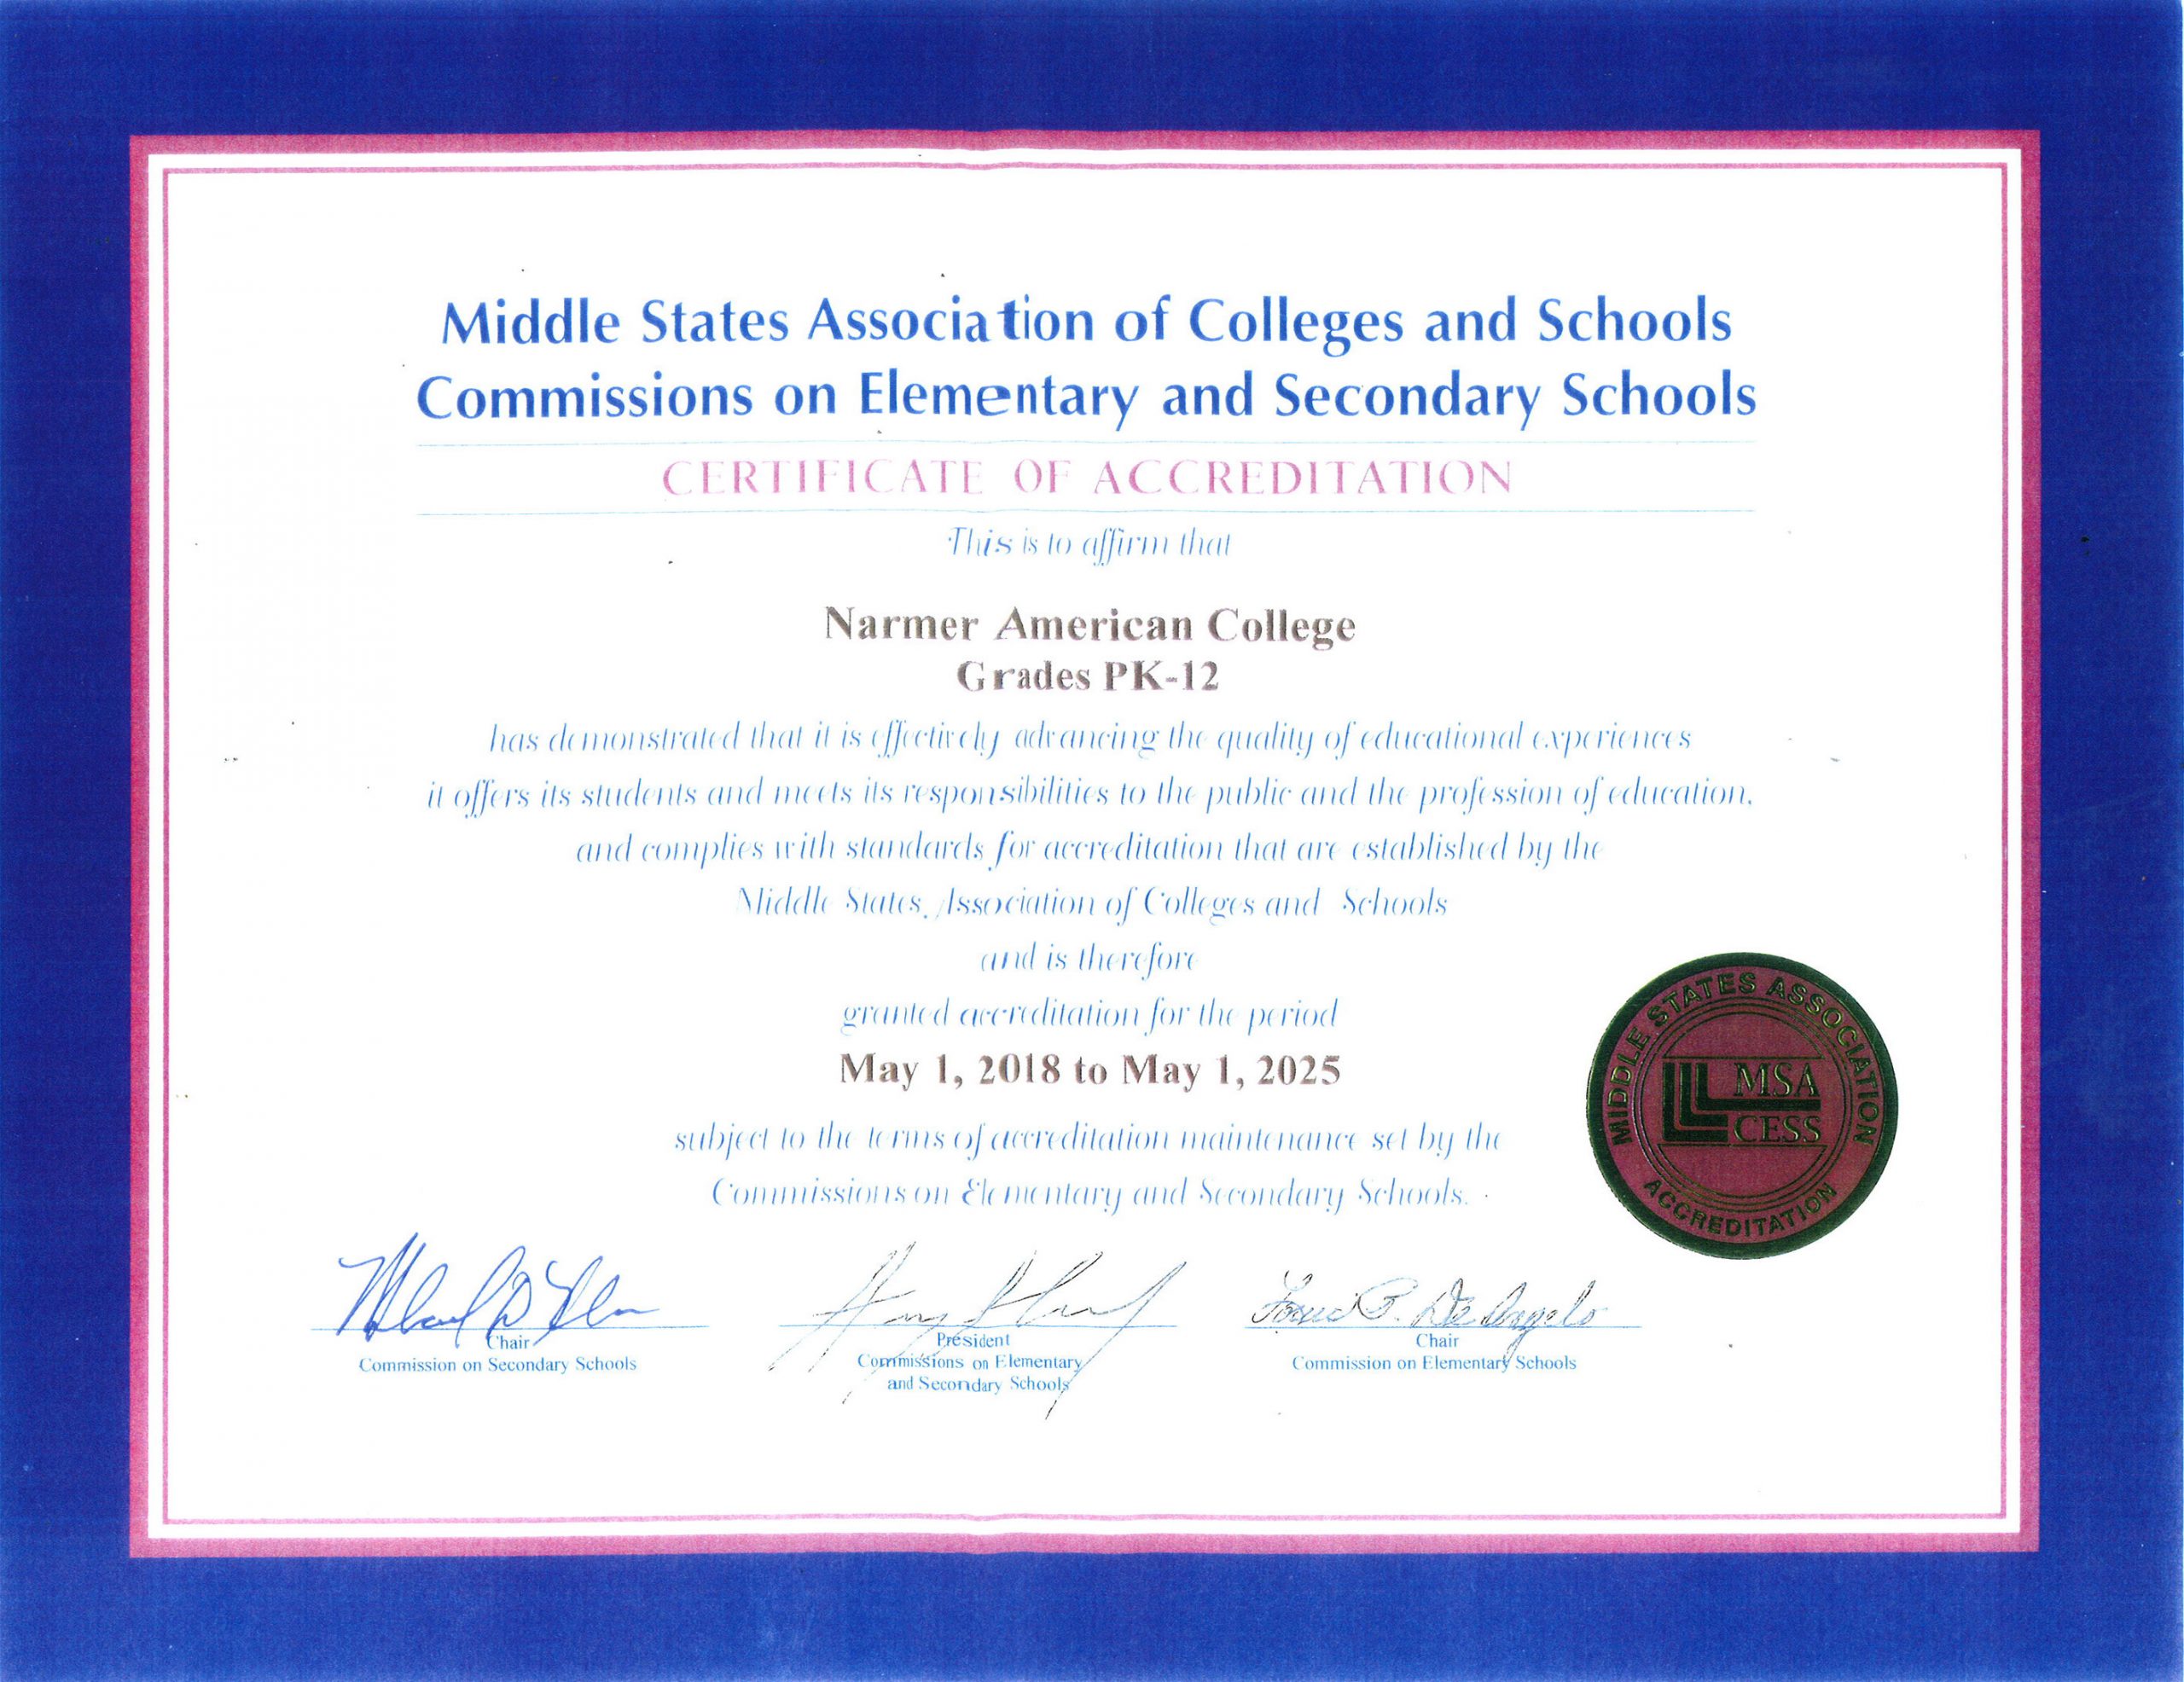 Middle States Association of Colleges and Schools
Commissions on Elementary and Secondary Schools
CERTIFICATE OF ACCREDITATION
This is to affirm that
Narmer American College
Grades PK-12
has demonstrated that it is effectively advancing the quality of educational experiences
it offers its students and meets its responsibilities to the public and the profession of education,
and complies with standards for accreditation that are established by the
Middle States Association of Colleges and Schools
and is therefore
granted accreditation for the period
May 1, 2018 to May 1, 2025
subject to the terms of accreditation maintenance set by the
Commissions on Elementary and Secondary Schools.
MIDDLE STATES ASSOCIATION
MSA
CESS
ACCREDITATION
Chair
Commission on Secondary Schools
President
Commissions on Elementary
and Secondary Schools
P. De Angelo
Chair
Commission on Elementary Schools